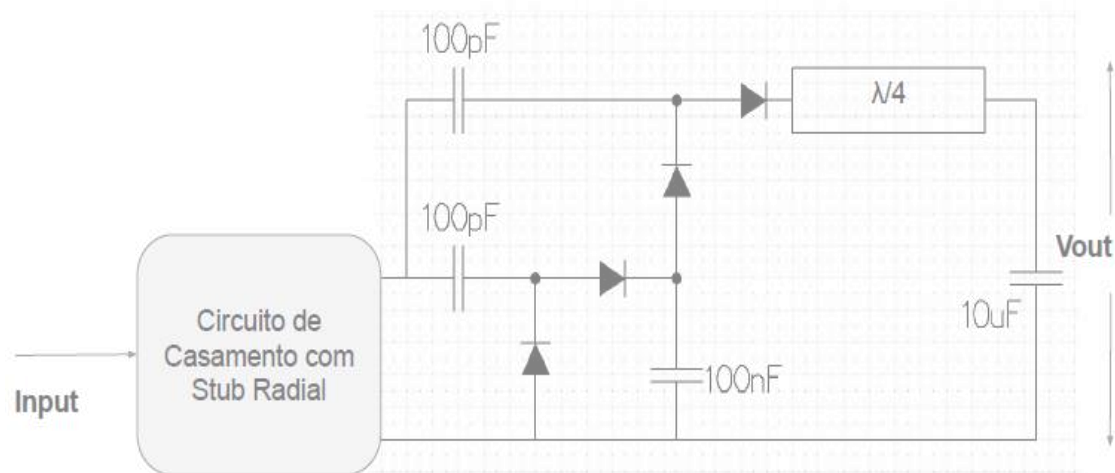 100pF
λ/4
100pF
Vout
10uF
Circuito de
Casamento com
Stub Radial
100nF
Input